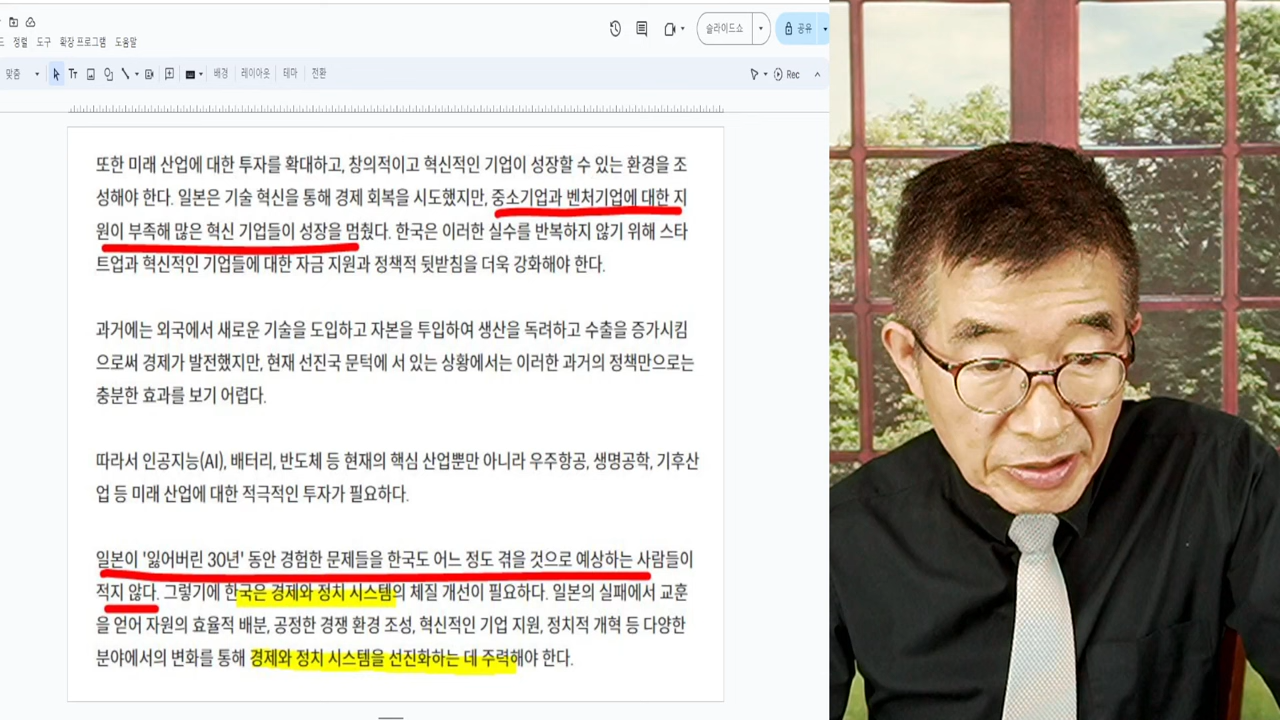 정렬 도구 확장 프로그램 도움말
슬라이드쇼
공유
맞춤
배경 레이아웃 테마 전환
Rec
또한 미래 산업에 대한 투자를 확대하고, 창의적이고 혁신적인 기업이 성장할 수 있는 환경을 조
성해야 한다. 일본은 기술 혁신을 통해 경제 회복을 시도했지만, 중소기업과 벤처기업에 대한 지
원이 부족해 많은 혁신 기업들이 성장을 멈췄다. 한국은 이러한 실수를 반복하지 않기 위해 스타
트업과 혁신적인 기업들에 대한 자금 지원과 정책적 뒷받침을 더욱 강화해야 한다.
과거에는 외국에서 새로운 기술을 도입하고 자본을 투입하여 생산을 독려하고 수출을 증가시킴
으로써 경제가 발전했지만, 현재 선진국 문턱에 서 있는 상황에서는 이러한 과거의 정책만으로는
충분한 효과를 보기 어렵다.
따라서 인공지능(AI), 배터리, 반도체 등 현재의 핵심 산업뿐만 아니라 우주항공, 생명공학, 기후산
업 등 미래 산업에 대한 적극적인 투자가 필요하다.
일본이 '잃어버린 30년' 동안 경험한 문제들을 한국도 어느 정도 겪을 것으로 예상하는 사람들이
적지 않다. 그렇기에 한국은 경제와 정치 시스템의 체질 개선이 필요하다. 일본의 실패에서 교훈
을 얻어 자원의 효율적 배분, 공정한 경쟁 환경 조성, 혁신적인 기업 지원, 정치적 개혁 등 다양한
분야에서의 변화를 통해 경제와 정치 시스템을 선진화하는 데 주력해야 한다.